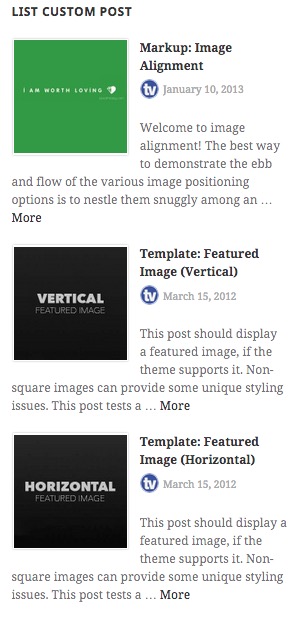 LIST CUSTOM POST
I AM WORTH LOVING
Markup: Image
Alignment
tv January 10, 2013
Welcome to image
alignment! The best way
to demonstrate the ebb
and flow of the various image positioning
options is to nestle them snuggly among an …
More
VERTICAL
FEATURED IMAGE
Template: Featured
Image (Vertical)
tv March 15, 2012
This post should display
a featured image, if the
theme supports it. Non-
square images can provide some unique styling
issues. This post tests a … More
HORIZONTAL
FEATURED IMAGE
Template: Featured
Image (Horizontal)
tv March 15, 2012
This post should display a
featured image, if the
theme supports it. Non-
square images can provide some unique styling
issues. This post tests a … More